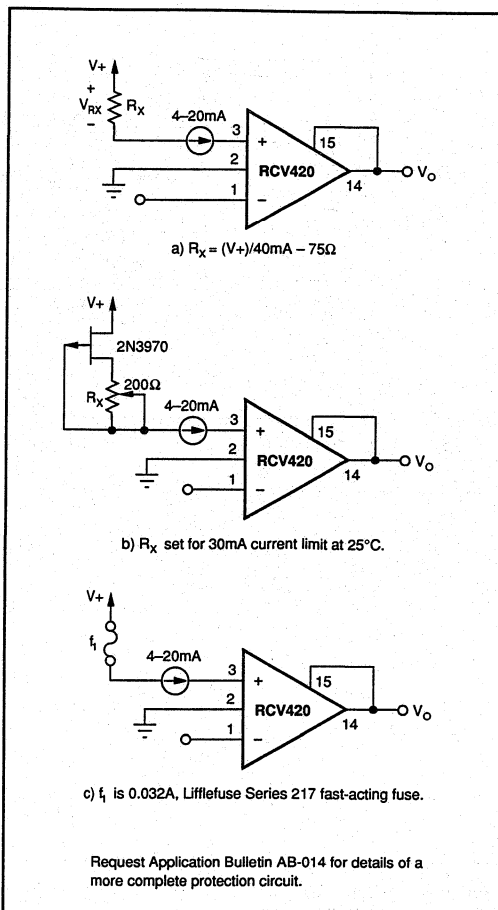 V+
+
V_RX R_X
−
4–20mA
3
+
15
2
RCV420
14
V_O
1
−
a) R_X = (V+)/40mA – 75Ω
V+
2N3970
200Ω
R_X
4–20mA
3
+
15
2
RCV420
14
V_O
1
−
b) R_X set for 30mA current limit at 25°C.
V+
f_1
4–20mA
3
+
15
2
RCV420
14
V_O
1
−
c) f_1 is 0.032A, Lifflefuse Series 217 fast-acting fuse.
Request Application Bulletin AB-014 for details of a
more complete protection circuit.